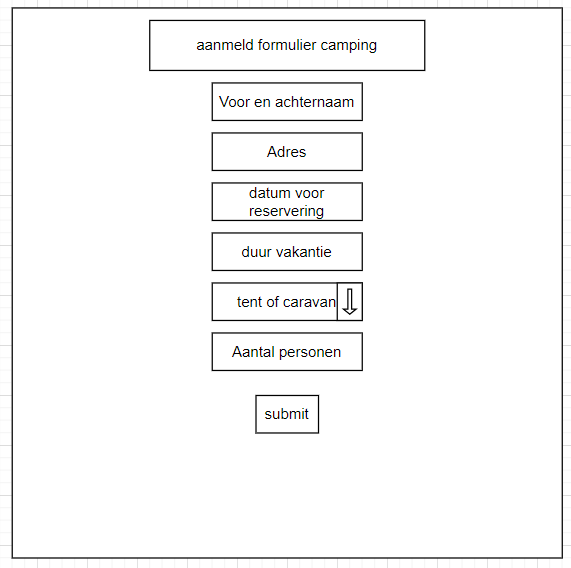 aanmeld formulier camping
Voor en achternaam
Adres
datum voor
reservering
duur vakantie
tent of caravan
Aantal personen
submit